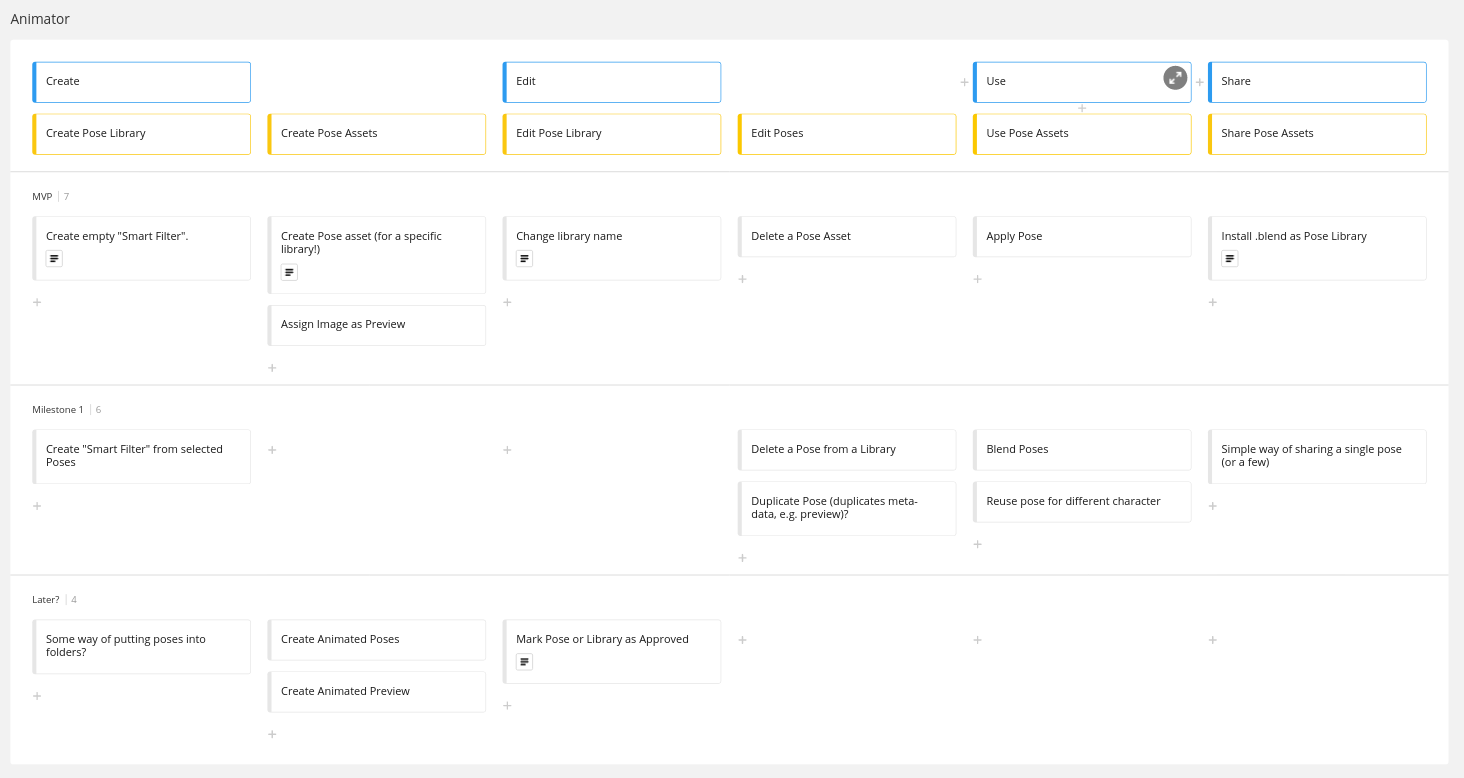 Animator
Create
Edit
Use
Share
Create Pose Library
Create Pose Assets
Edit Pose Library
Edit Poses
Use Pose Assets
Share Pose Assets
MVP 7
Create empty "Smart Filter".
Create Pose asset (for a specific
library!)
Change library name
Delete a Pose Asset
Apply Pose
Install .blend as Pose Library
Assign Image as Preview
Milestone 1 6
Create "Smart Filter" from selected
Poses
Delete a Pose from a Library
Blend Poses
Simple way of sharing a single pose
(or a few)
Duplicate Pose (duplicates meta-
data, e.g. preview)?
Reuse pose for different character
Later? 4
Some way of putting poses into
folders?
Create Animated Poses
Mark Pose or Library as Approved
Create Animated Preview